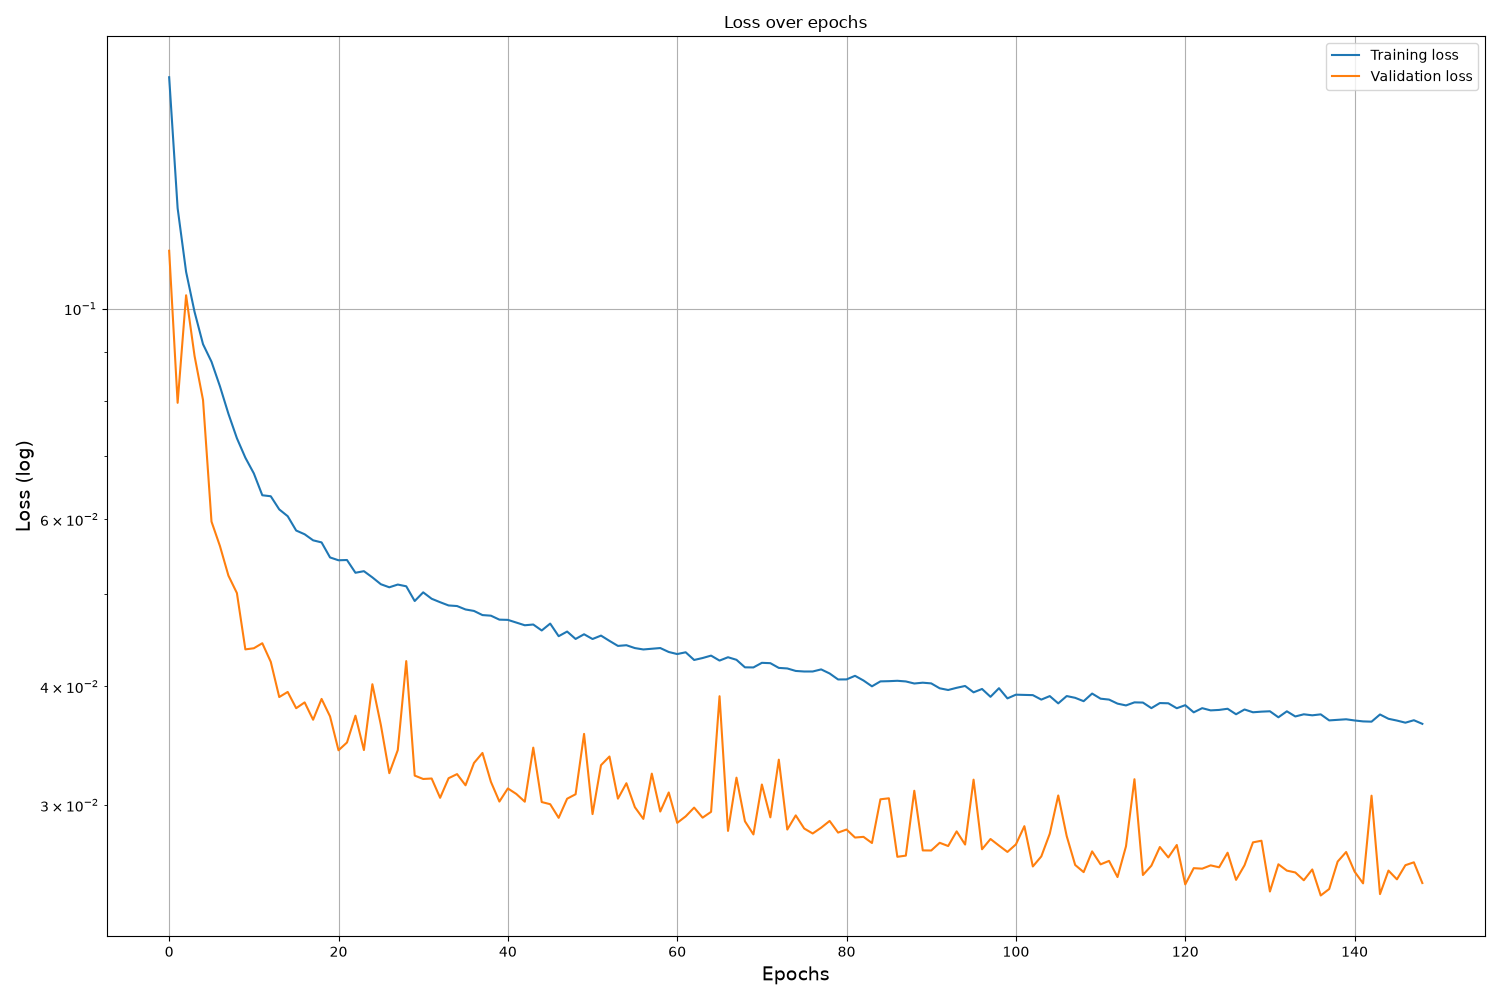 Loss over epochs
Training loss
Validation loss
10⁻¹
6 × 10⁻²
4 × 10⁻²
3 × 10⁻²
Loss (log)
0 20 40 60 80 100 120 140
Epochs